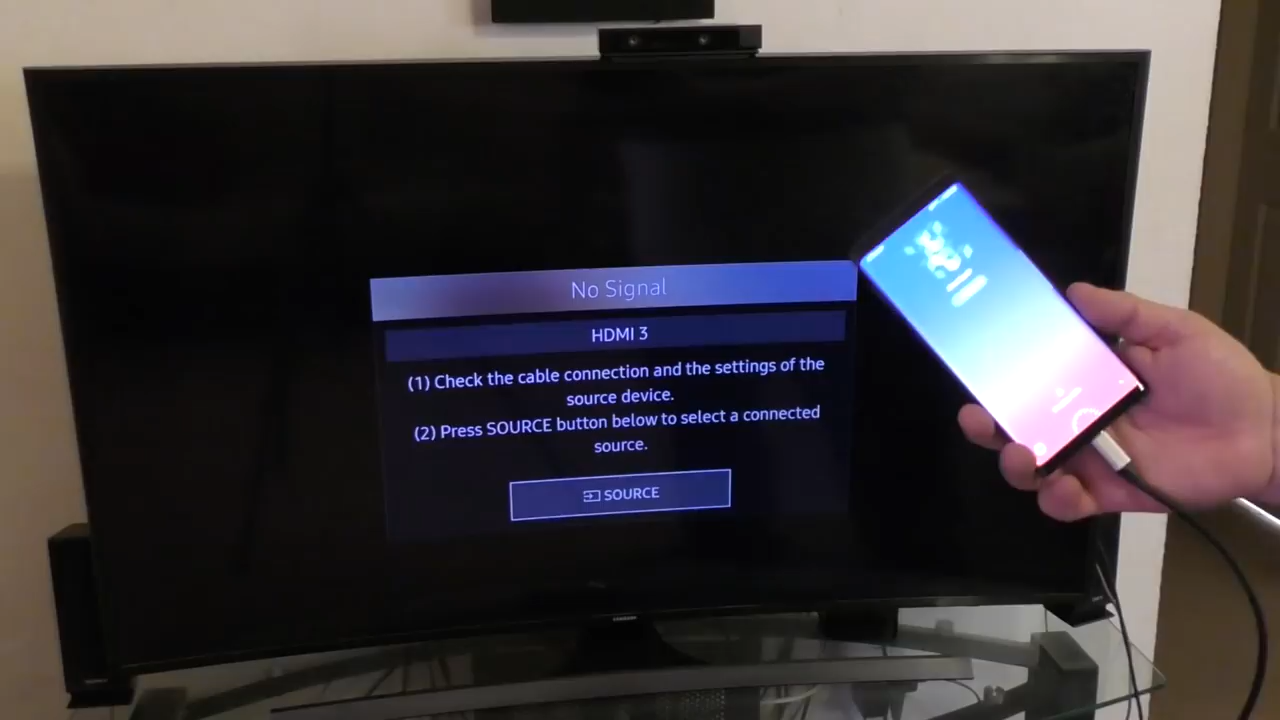 No Signal
HDMI 3
(1) Check the cable connection and the settings of the
source device.
(2) Press SOURCE button below to select a connected
source.
SOURCE
SAMSUNG